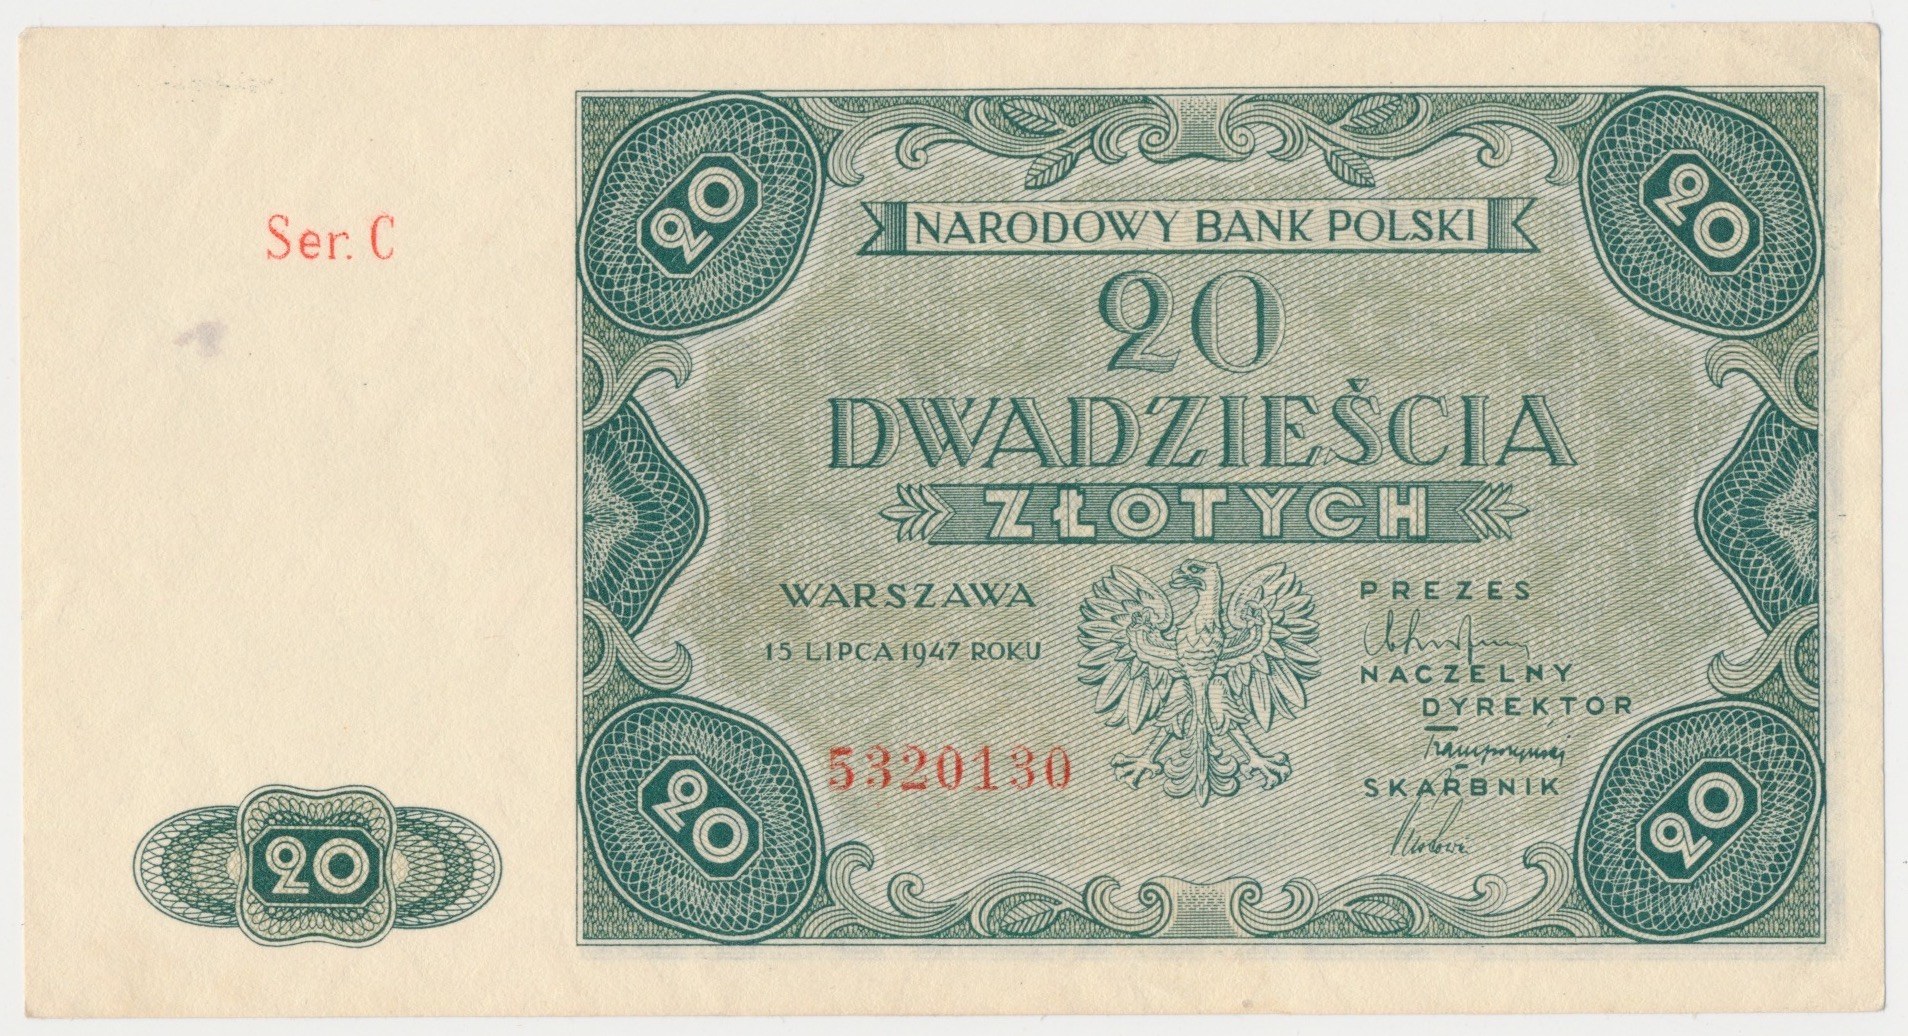 20
20
NARODOWY BANK POLSKI
Ser. C
20
DWADZIEŚCIA
ZŁOTYCH
WARSZAWA
15 LIPCA 1947 ROKU
PREZES
NACZELNY
DYREKTOR
SKARBNIK
5320130
20
20
20